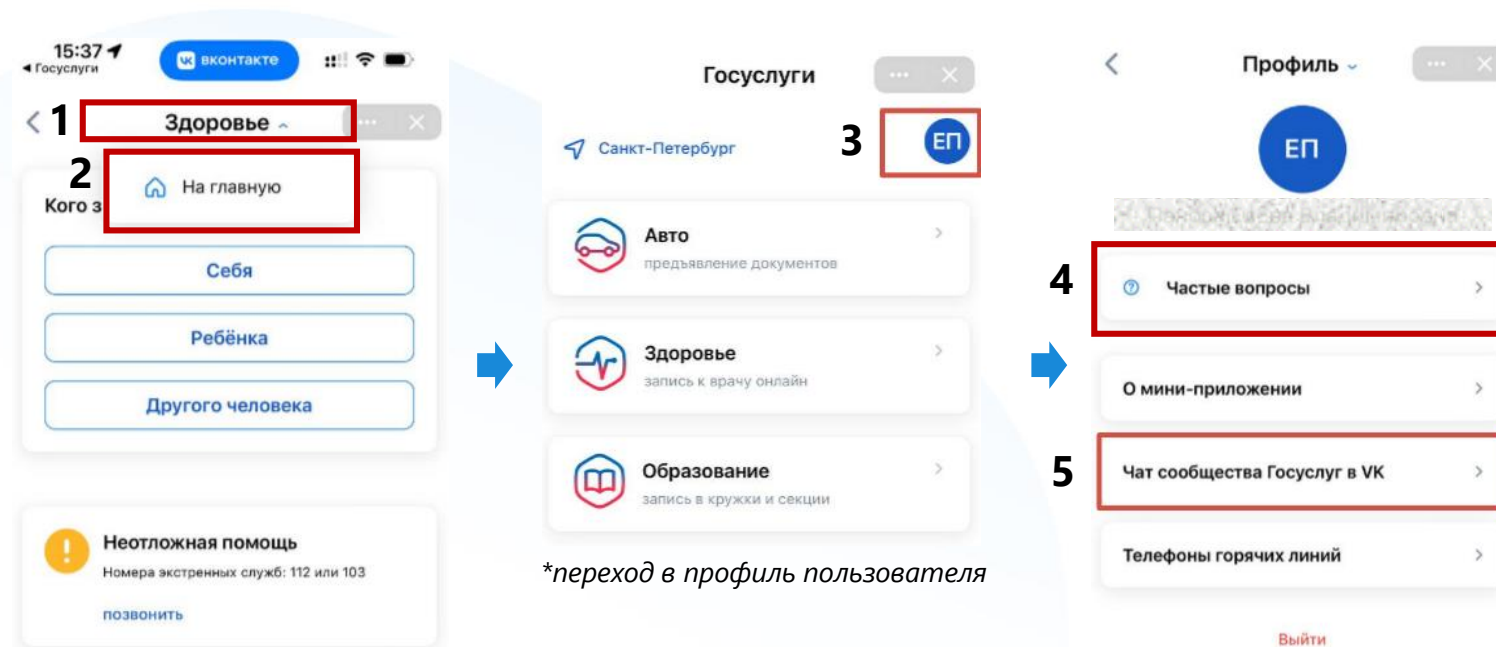 15:37
Госуслуги
вконтакте
1
Здоровье
2
На главную
Кого з
Себя
Ребёнка
Другого человека
Неотложная помощь
Номера экстренных служб: 112 или 103
позвонить
Госуслуги
Санкт-Петербург
3
ЕП
Авто
предъявление документов
Здоровье
запись к врачу онлайн
Образование
запись в кружки и секции
*переход в профиль пользователя
Профиль
ЕП
4
Частые вопросы
О мини-приложении
5
Чат сообщества Госуслуг в VK
Телефоны горячих линий
Выйти